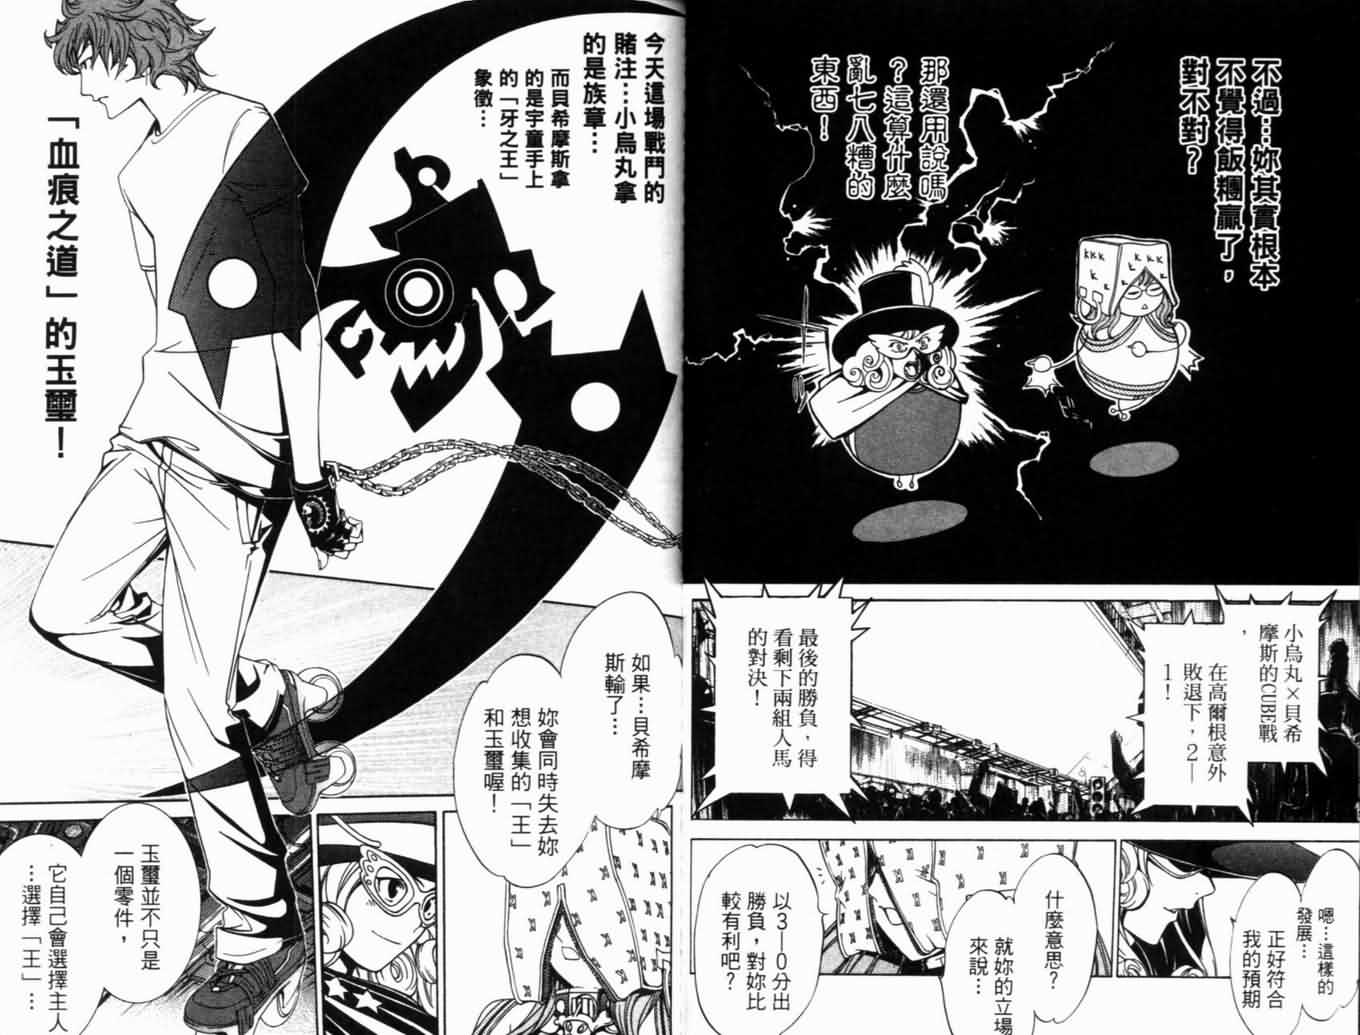 不過…妳其實根本
不覺得飯糰贏了，
對不對？
那還用說嗎
？這算什麼
亂七八糟的
東西！
KKK
小烏丸×貝希
摩斯的CUBE戰
，
在高爾根意外
敗退下，2—
1！
最後的勝負，得
看剩下兩組人馬
的對決！
嗯…這樣的
發展…
正好符合
我的預期
什麼意思？
就妳的立場
來說…
以3—0分出
勝負，對妳比
較有利吧？
今天這場戰鬥的
賭注…小烏丸拿
的是族章…
而貝希摩斯拿
的是宇童手上
的「牙之王」
象徵…
「血痕之道」的玉璽！
如果…貝希摩
斯輸了…
妳會同時失去妳
想收集的「王」
和玉璽喔！
玉璽並不只是
一個零件，
它自己會選擇主人
…選擇「王」…